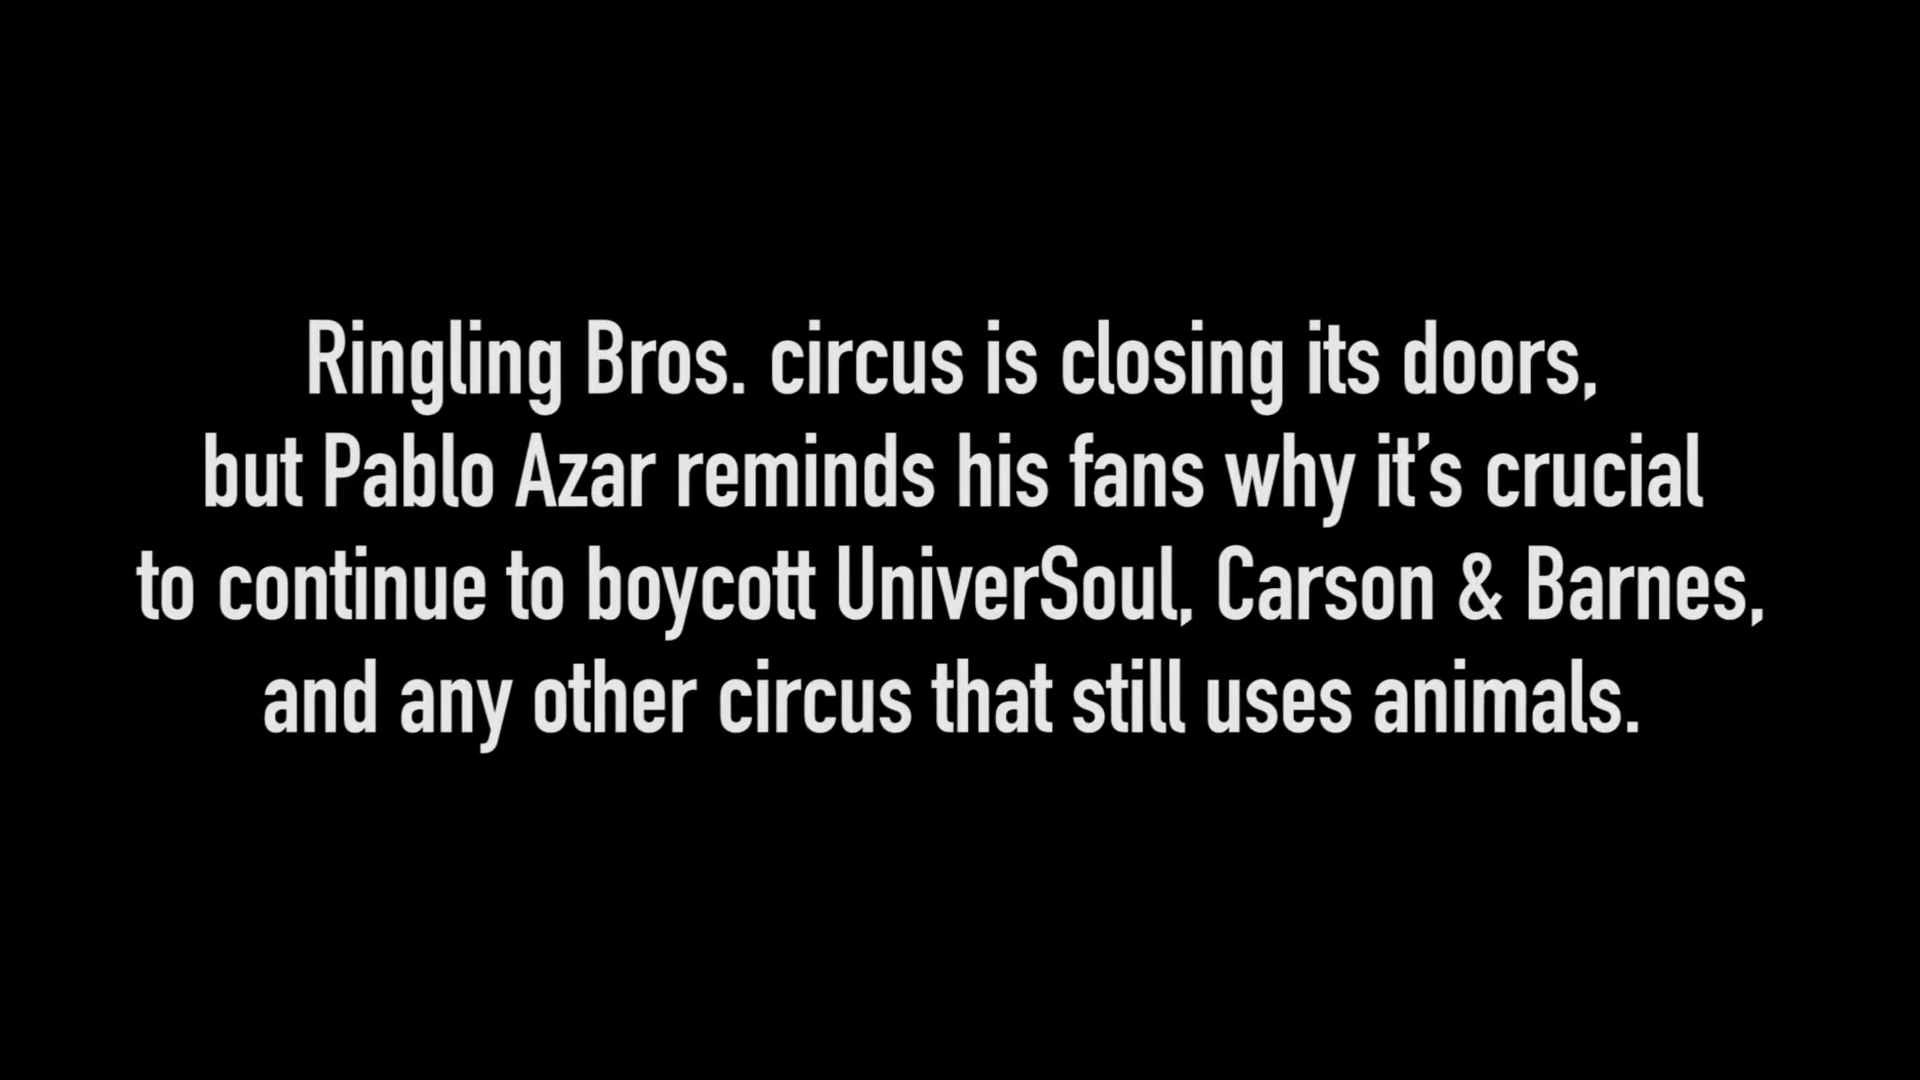 Ringling Bros. circus is closing its doors,
but Pablo Azar reminds his fans why it’s crucial
to continue to boycott UniverSoul, Carson & Barnes,
and any other circus that still uses animals.